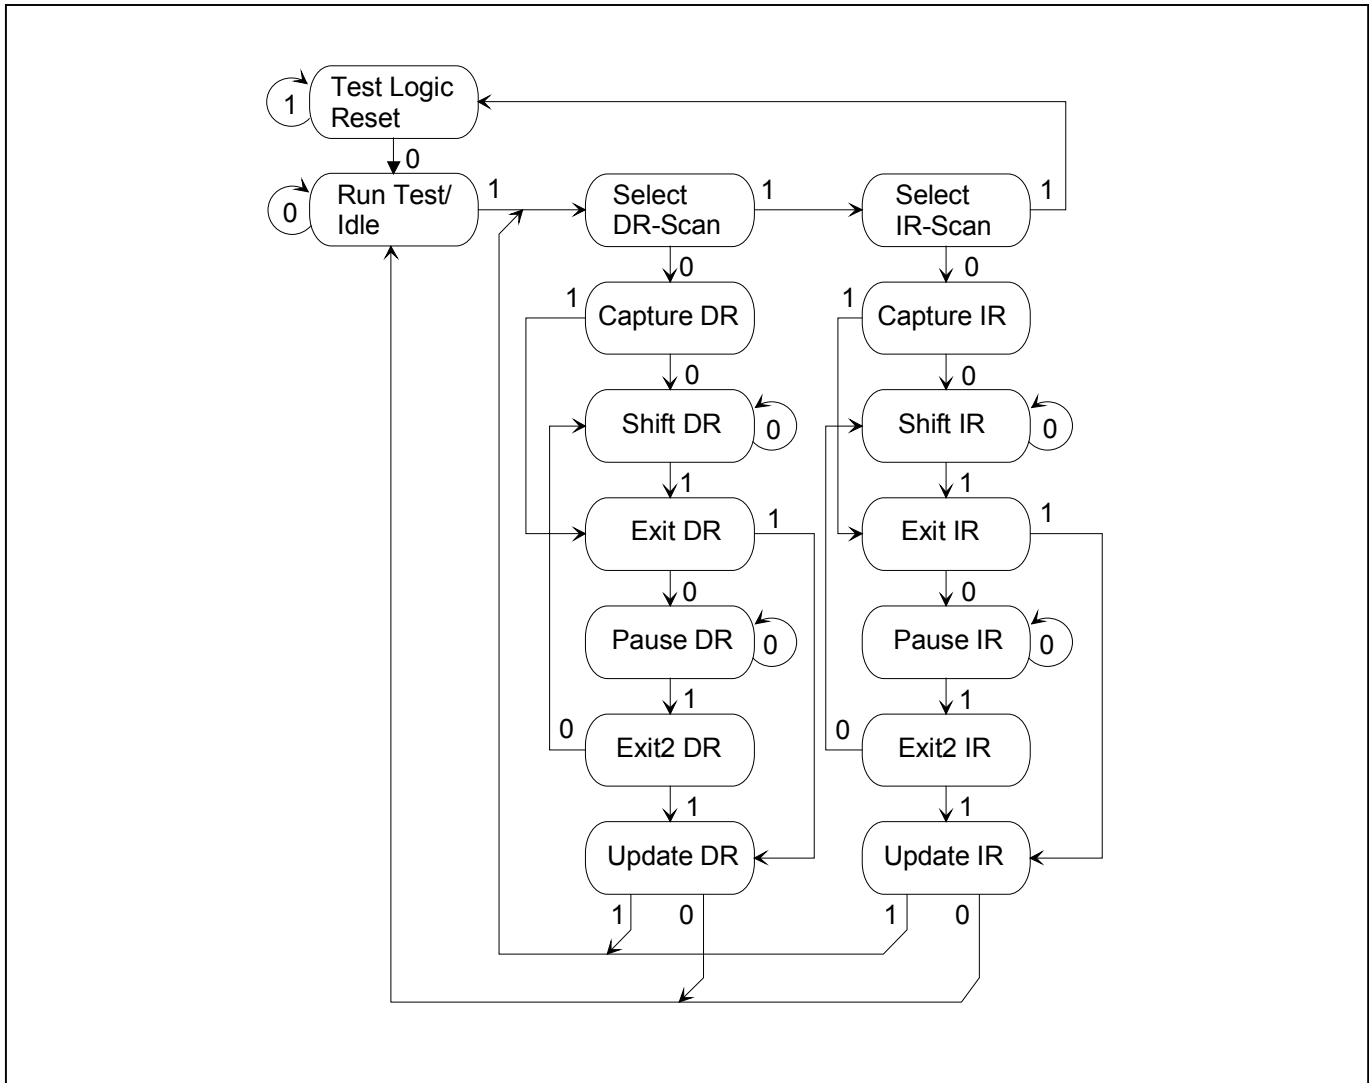 Test Logic
Reset
1
0
Run Test/
Idle
0
1
Select
DR-Scan
1
Select
IR-Scan
1
0
0
1
Capture DR
1
Capture IR
0
0
Shift DR
0
Shift IR
0
1
1
Exit DR
1
Exit IR
1
0
0
Pause DR
0
Pause IR
0
1
1
0
Exit2 DR
0
Exit2 IR
1
1
Update DR
Update IR
1
0
1
0